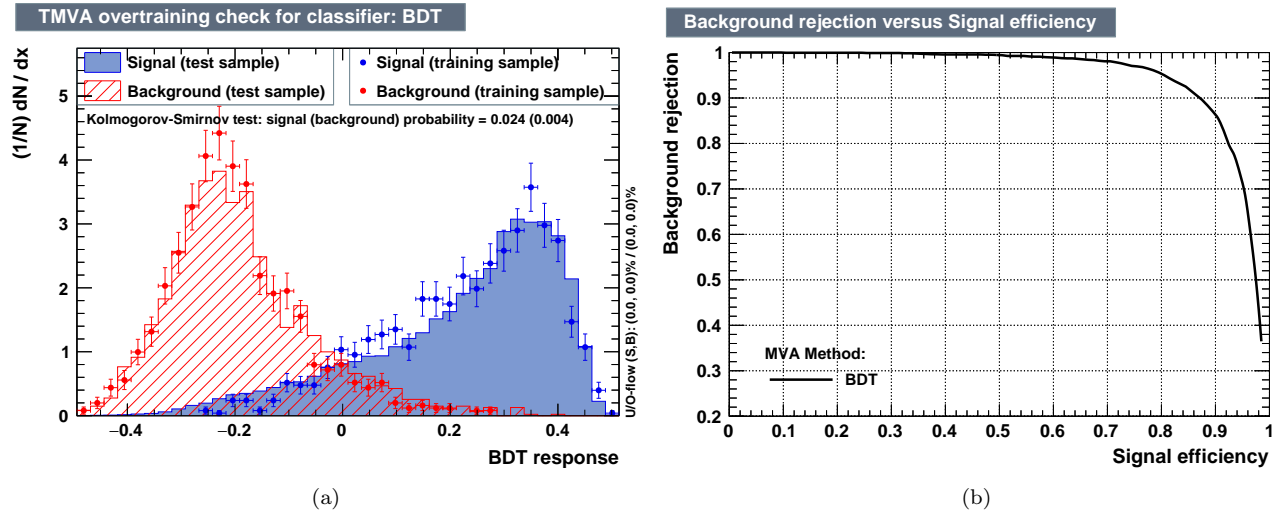 TMVA overtraining check for classifier: BDT
(1/N) dN / dx
Signal (test sample)
Background (test sample)
Signal (training sample)
Background (training sample)
Kolmogorov-Smirnov test: signal (background) probability = 0.024 (0.004)
5
4
3
2
1
0
−0.4
−0.2
0
0.2
0.4
BDT response
U/O-flow (S,B): (0.0, 0.0)% / (0.0, 0.0)%
(a)
Background rejection versus Signal efficiency
Background rejection
1
0.9
0.8
0.7
0.6
0.5
0.4
0.3
0.2
MVA Method:
BDT
0
0.1
0.2
0.3
0.4
0.5
0.6
0.7
0.8
0.9
1
Signal efficiency
(b)